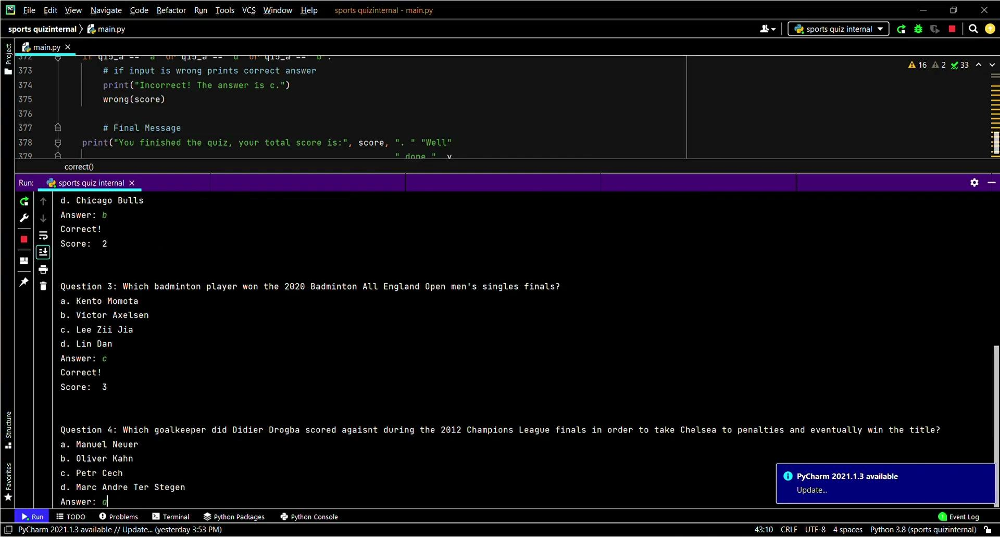 File Edit View Navigate Code Refactor Run Tools VCS Window Help sports quizinternal - main.py
sports quizinternal main.py sports quiz internal
Project
main.py
372 if q15_a == "a" or q15_a == "d" or q15_a == "b":
16 2 33
373 # if input is wrong prints correct answer
374 print("Incorrect! The answer is c.")
375 wrong(score)
376
377 # Final Message
378 print("You finished the quiz, your total score is:", score, ". " "Well"
379 " done "
correct()
Run: sports quiz internal
d. Chicago Bulls
Answer: b
Correct!
Score:  2
Question 3: Which badminton player won the 2020 Badminton All England Open men's singles finals?
a. Kento Momota
b. Victor Axelsen
c. Lee Zii Jia
d. Lin Dan
Answer: c
Correct!
Score:  3
Question 4: Which goalkeeper did Didier Drogba scored agaisnt during the 2012 Champions League finals in order to take Chelsea to penalties and eventually win the title?
a. Manuel Neuer
b. Oliver Kahn
c. Petr Cech
d. Marc Andre Ter Stegen
Answer: a
Structure
Favorites
PyCharm 2021.1.3 available
Update...
Run TODO Problems Terminal Python Packages Python Console Event Log
PyCharm 2021.1.3 available // Update... (yesterday 3:53 PM) 43:10 CRLF UTF-8 4 spaces Python 3.8 (sports quizinternal)